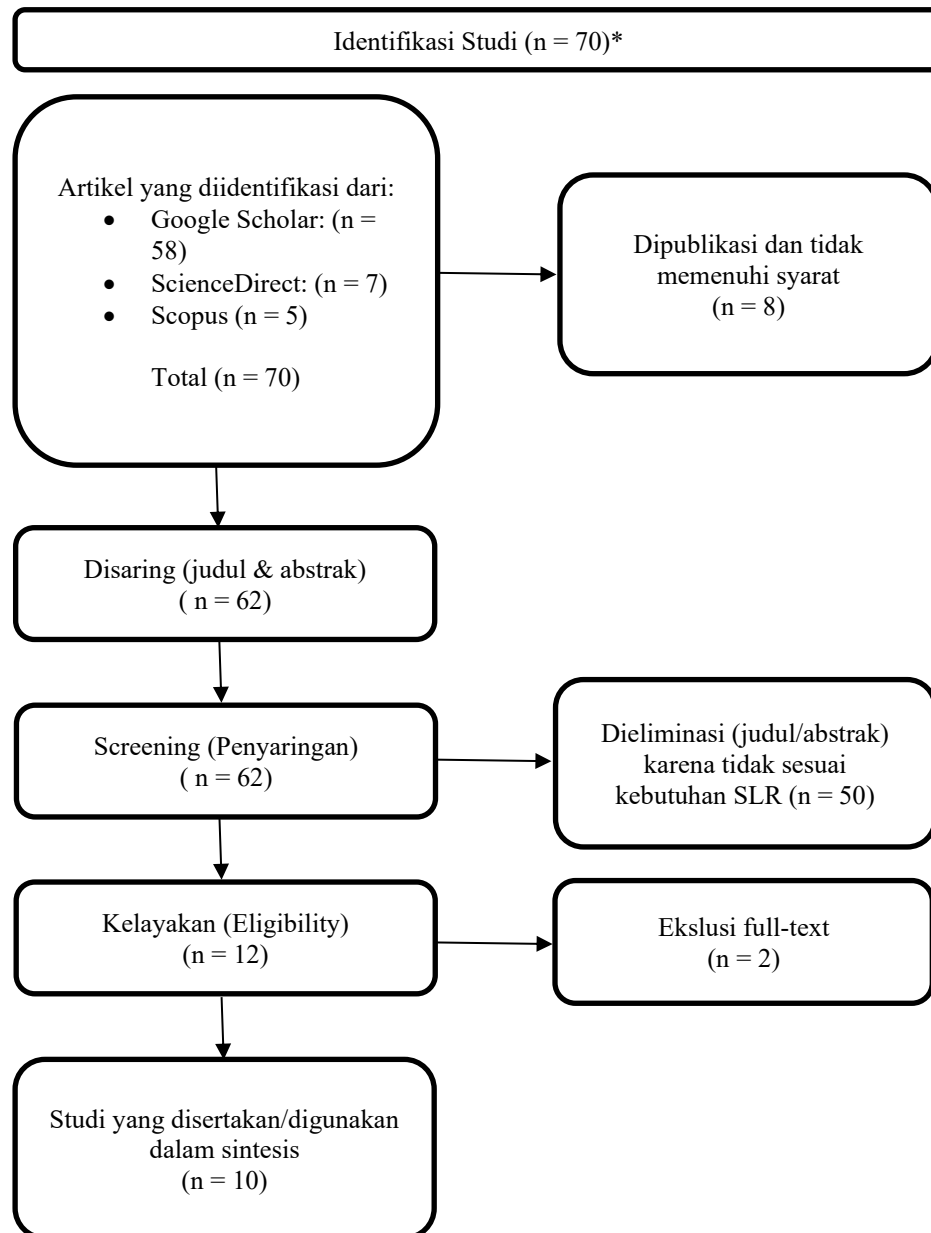 Identifikasi Studi (n = 70)*
Artikel yang diidentifikasi dari:
• Google Scholar: (n =
58)
• ScienceDirect: (n = 7)
• Scopus (n = 5)
Total (n = 70)
Dipublikasi dan tidak
memenuhi syarat
(n = 8)
Disaring (judul & abstrak)
( n = 62)
Screening (Penyaringan)
( n = 62)
Dieliminasi (judul/abstrak)
karena tidak sesuai
kebutuhan SLR (n = 50)
Kelayakan (Eligibility)
(n = 12)
Ekslusi full-text
(n = 2)
Studi yang disertakan/digunakan
dalam sintesis
(n = 10)